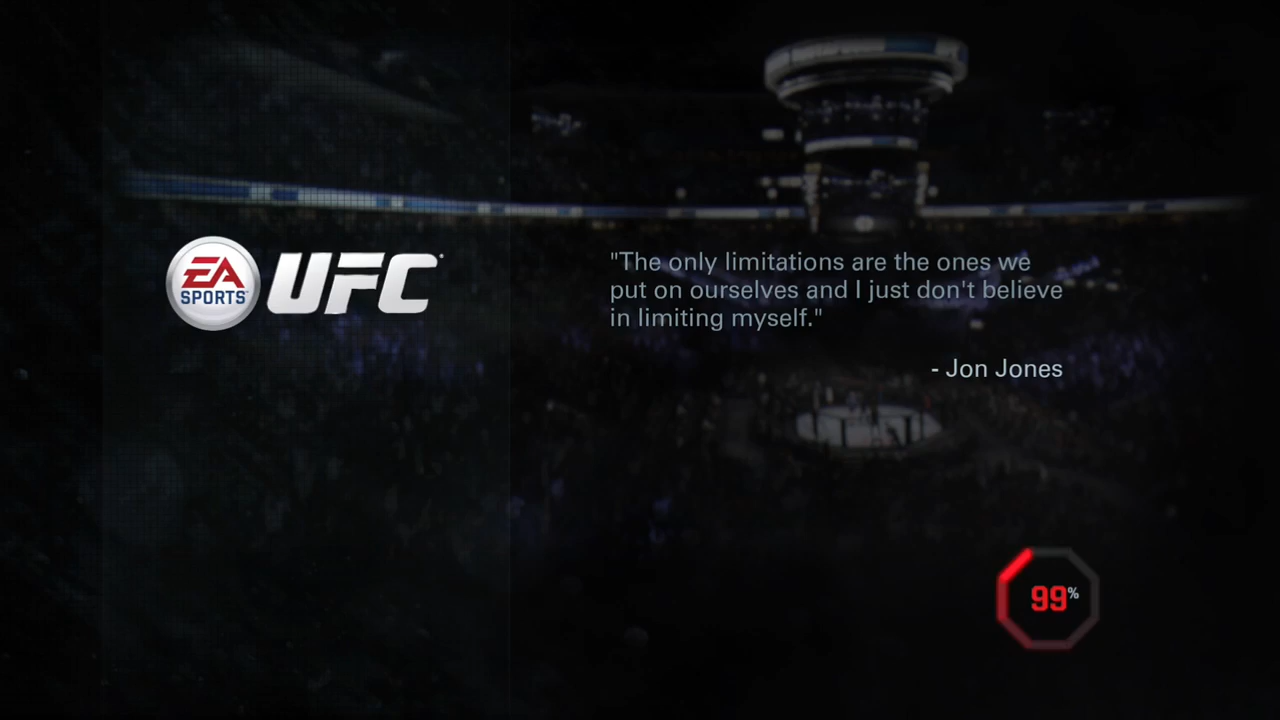 EA
SPORTS
UFC
"The only limitations are the ones we
put on ourselves and I just don't believe
in limiting myself."
- Jon Jones
99%